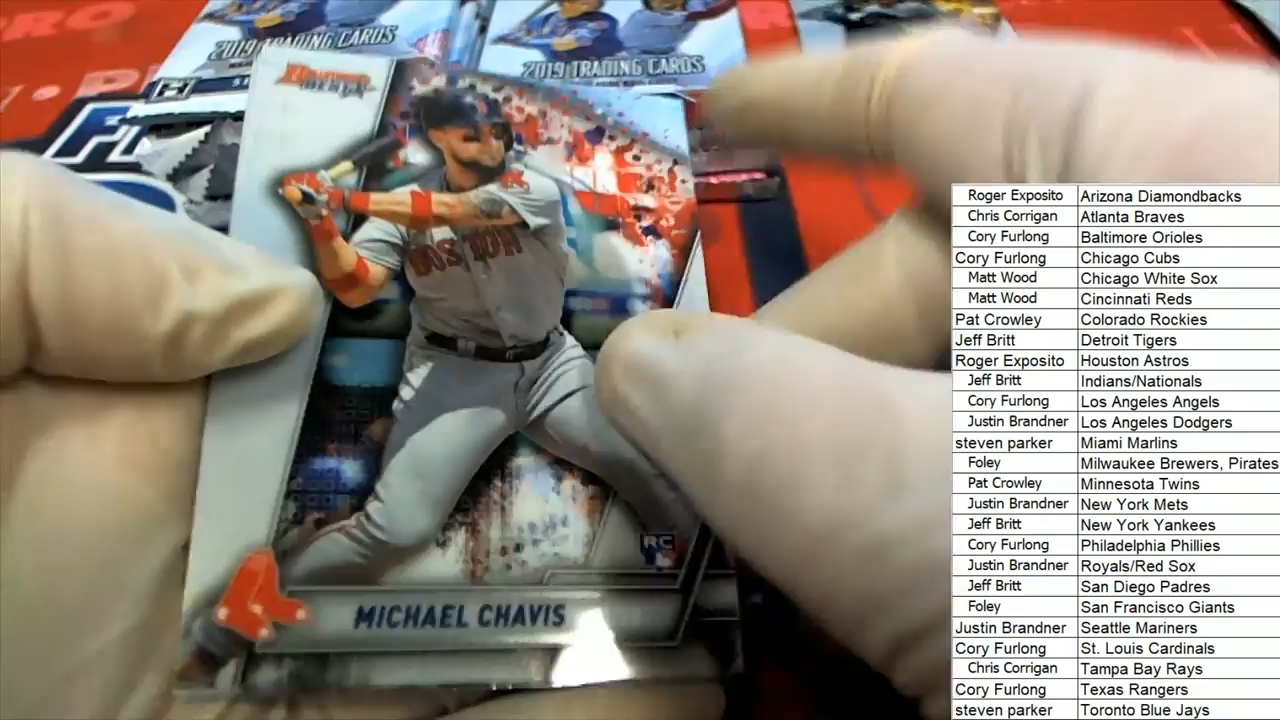 2019 TRADING CARDS
2019 TRADING CARDS
BOSTON
RC
MICHAEL CHAVIS
Roger Exposito Arizona Diamondbacks
Chris Corrigan Atlanta Braves
Cory Furlong Baltimore Orioles
Cory Furlong Chicago Cubs
Matt Wood Chicago White Sox
Matt Wood Cincinnati Reds
Pat Crowley Colorado Rockies
Jeff Britt Detroit Tigers
Roger Exposito Houston Astros
Jeff Britt Indians/Nationals
Cory Furlong Los Angeles Angels
Justin Brandner Los Angeles Dodgers
steven parker Miami Marlins
Foley Milwaukee Brewers, Pirates
Pat Crowley Minnesota Twins
Justin Brandner New York Mets
Jeff Britt New York Yankees
Cory Furlong Philadelphia Phillies
Justin Brandner Royals/Red Sox
Jeff Britt San Diego Padres
Foley San Francisco Giants
Justin Brandner Seattle Mariners
Cory Furlong St. Louis Cardinals
Chris Corrigan Tampa Bay Rays
Cory Furlong Texas Rangers
steven parker Toronto Blue Jays